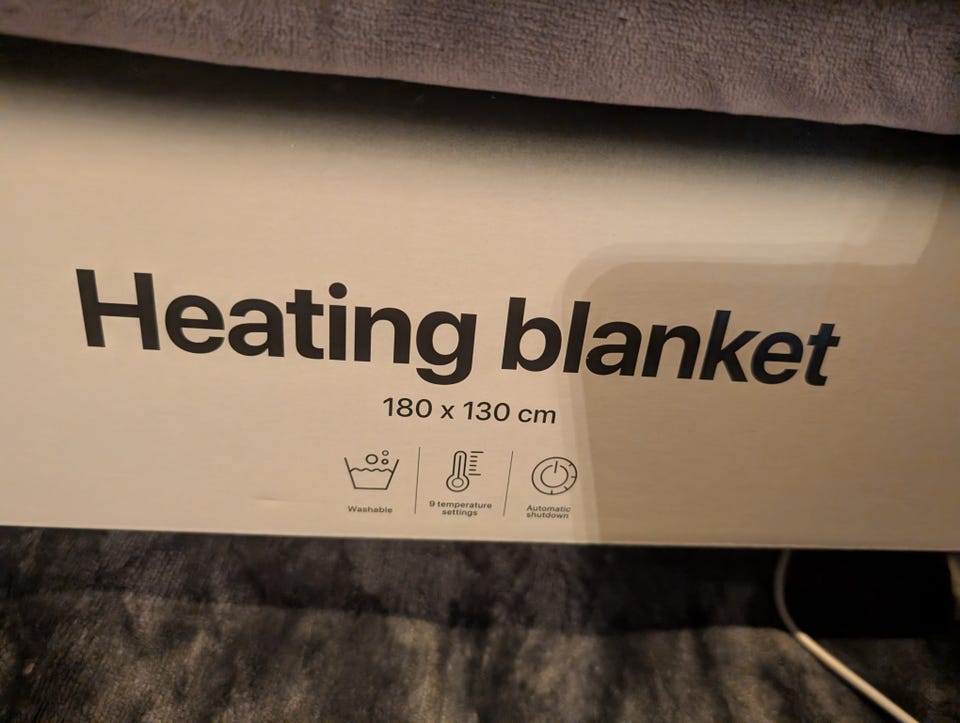 Heating blanket
180 x 130 cm
Washable
9 temperature
settings
Automatic
shutdown